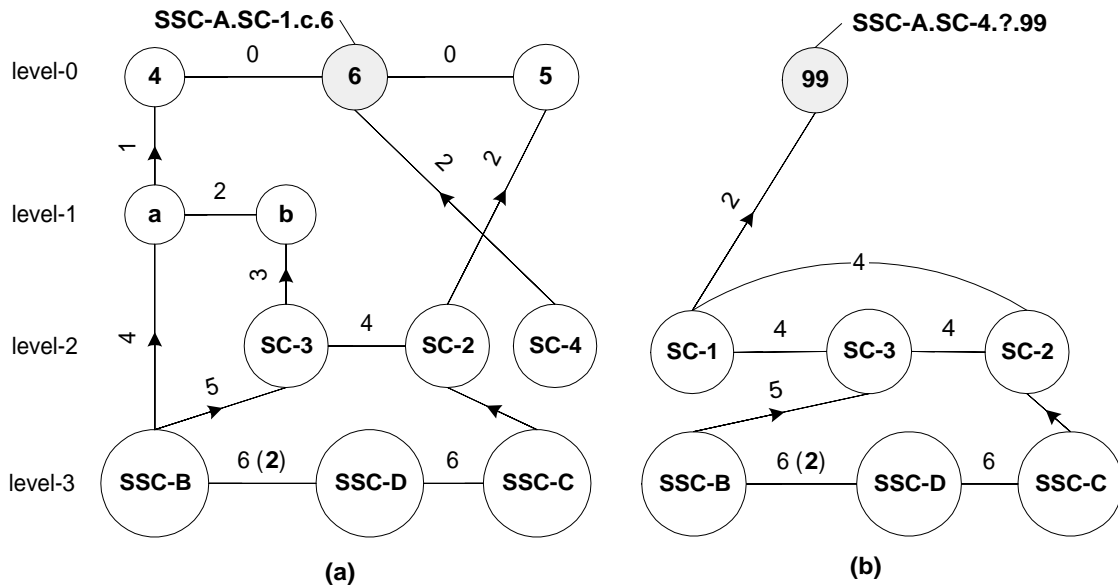 SSC-A.SC-1.c.6
SSC-A.SC-4.?.99
level-0
4
0
6
0
5
99
1
2
2
2
level-1
a
2
b
3
4
4
level-2
SC-3
4
SC-2
SC-4
SC-1
4
SC-3
4
SC-2
5
5
level-3
SSC-B
6 (2)
SSC-D
6
SSC-C
SSC-B
6 (2)
SSC-D
6
SSC-C
(a)
(b)